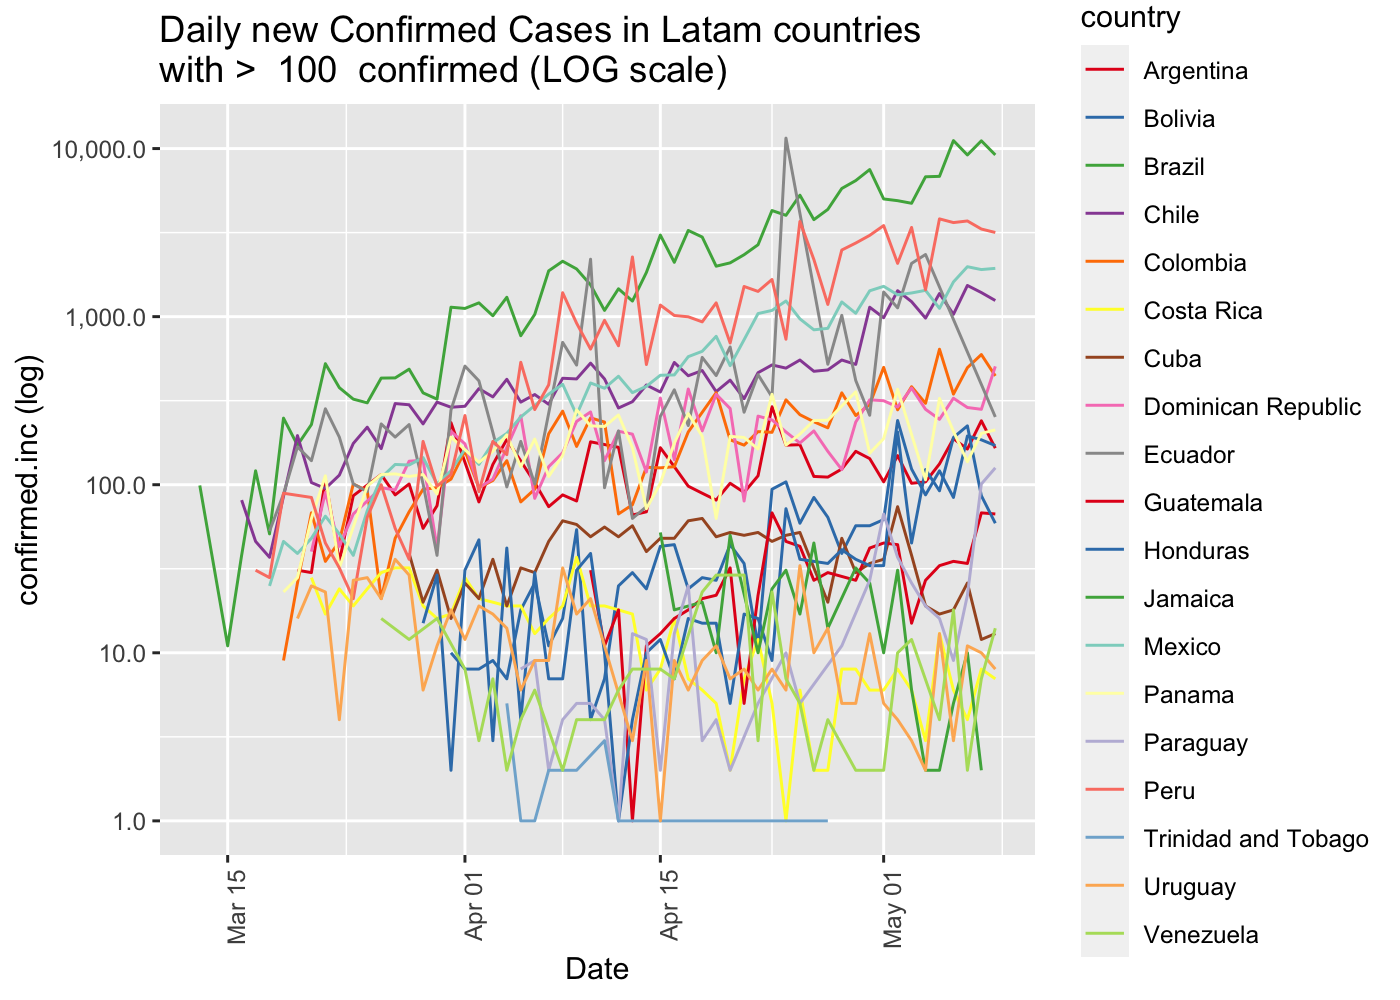 Daily new Confirmed Cases in Latam countries
with >  100  confirmed (LOG scale)
confirmed.inc (log)
10,000.0
1,000.0
100.0
10.0
1.0
Mar 15
Apr 01
Apr 15
May 01
Date
country
Argentina
Bolivia
Brazil
Chile
Colombia
Costa Rica
Cuba
Dominican Republic
Ecuador
Guatemala
Honduras
Jamaica
Mexico
Panama
Paraguay
Peru
Trinidad and Tobago
Uruguay
Venezuela